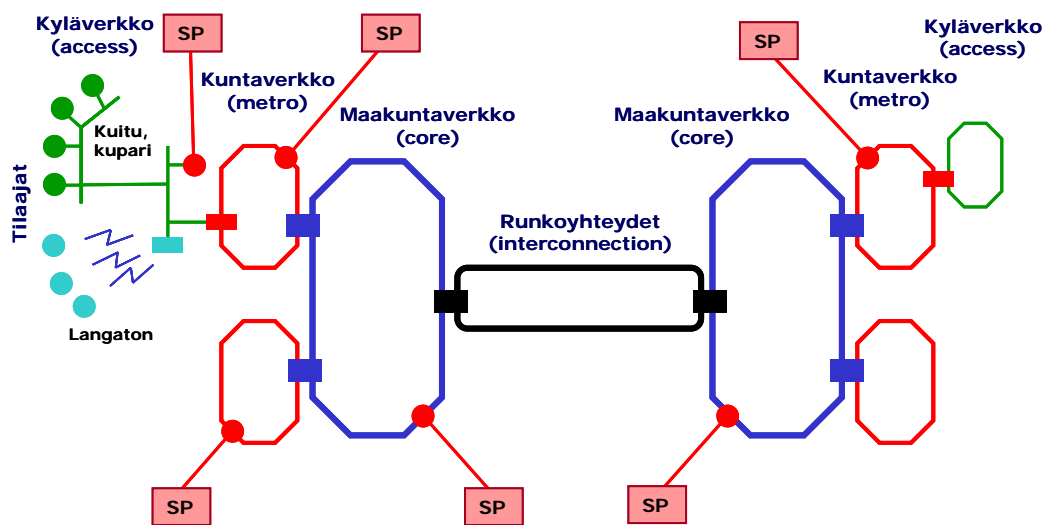 Kyläverkko
(access)
SP
SP
SP
Kyläverkko
(access)
Kuntaverkko
(metro)
Kuntaverkko
(metro)
Maakuntaverkko
(core)
Maakuntaverkko
(core)
Kuitu,
kupari
Tilaajat
Runkoyhteydet
(interconnection)
Langaton
SP
SP
SP